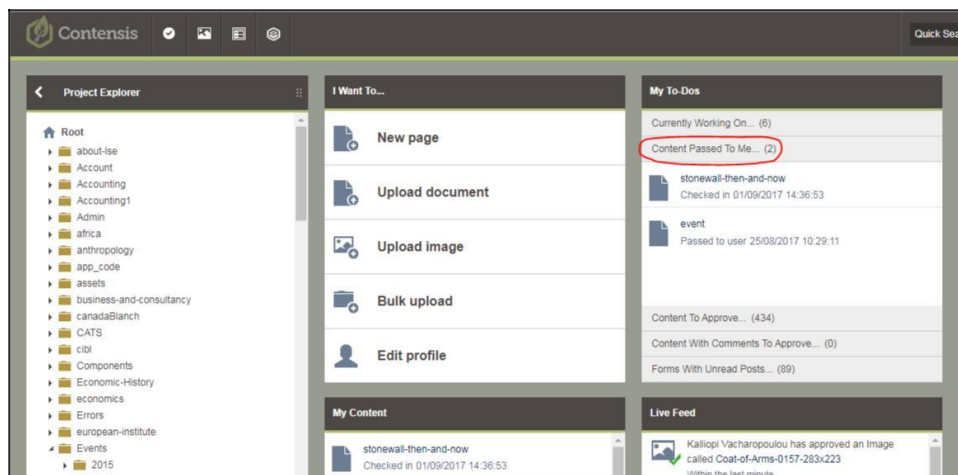 Contensis
Quick Sea
Project Explorer
Root
about-lse
Account
Accounting
Accounting1
Admin
africa
anthropology
app_code
assets
business-and-consultancy
canadaBlanch
CATS
cibl
Components
Economic-History
economics
Errors
european-institute
Events
2015
I Want To...
New page
Upload document
Upload image
Bulk upload
Edit profile
My Content
stonewall-then-and-now
Checked in 01/09/2017 14:36:53
My To-Dos
Currently Working On... (6)
Content Passed To Me... (2)
stonewall-then-and-now
Checked in 01/09/2017 14:36:53
event
Passed to user 25/08/2017 10:29:11
Content To Approve... (434)
Content With Comments To Approve... (0)
Forms With Unread Posts... (89)
Live Feed
Kalliopi Vacharopoulou has approved an Image
called Coat-of-Arms-0157-283x223
Within the last minute